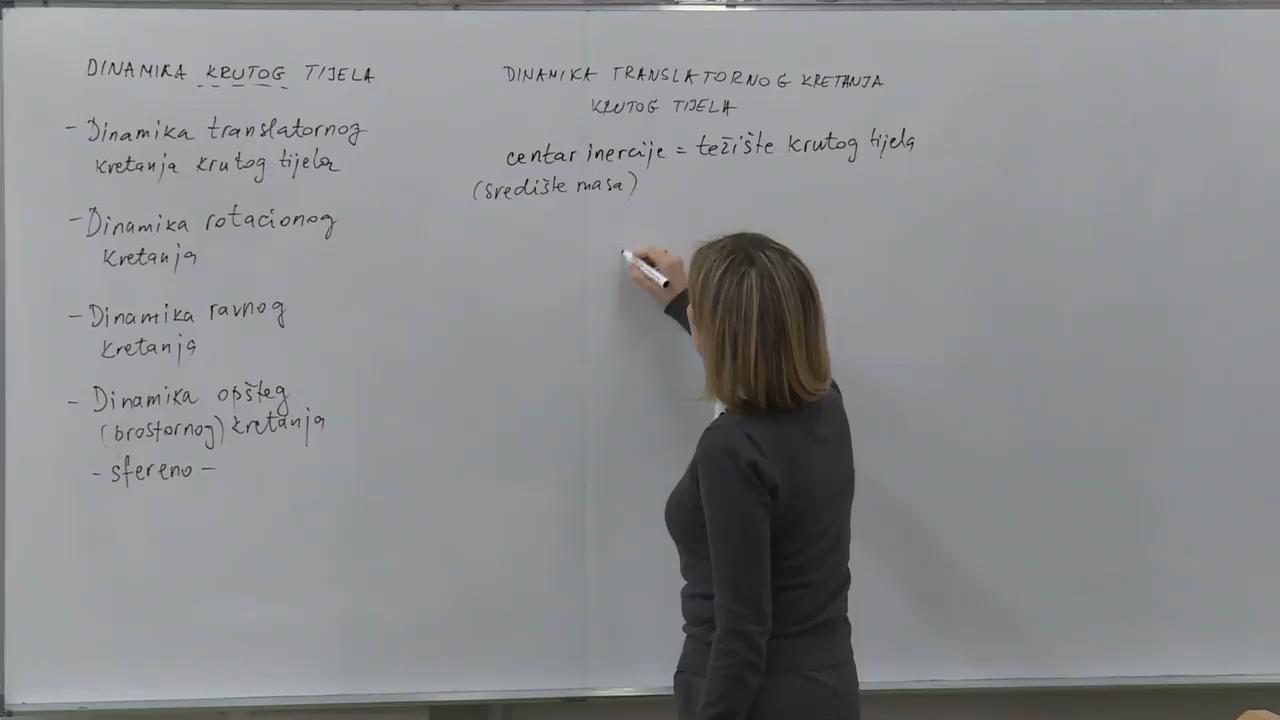 DINAMIKA KRUTOG TIJELA
- Dinamika translatornog
kretanja krutog tijela
- Dinamika rotacionog
kretanja
- Dinamika ravnog
kretanja
- Dinamika opšteg
(prostornog) kretanja
- sfereno -
DINAMIKA TRANSLATORNOG KRETANJA
KRUTOG TIJELA
centar inercije = težište krutog tijela
(središte masa)